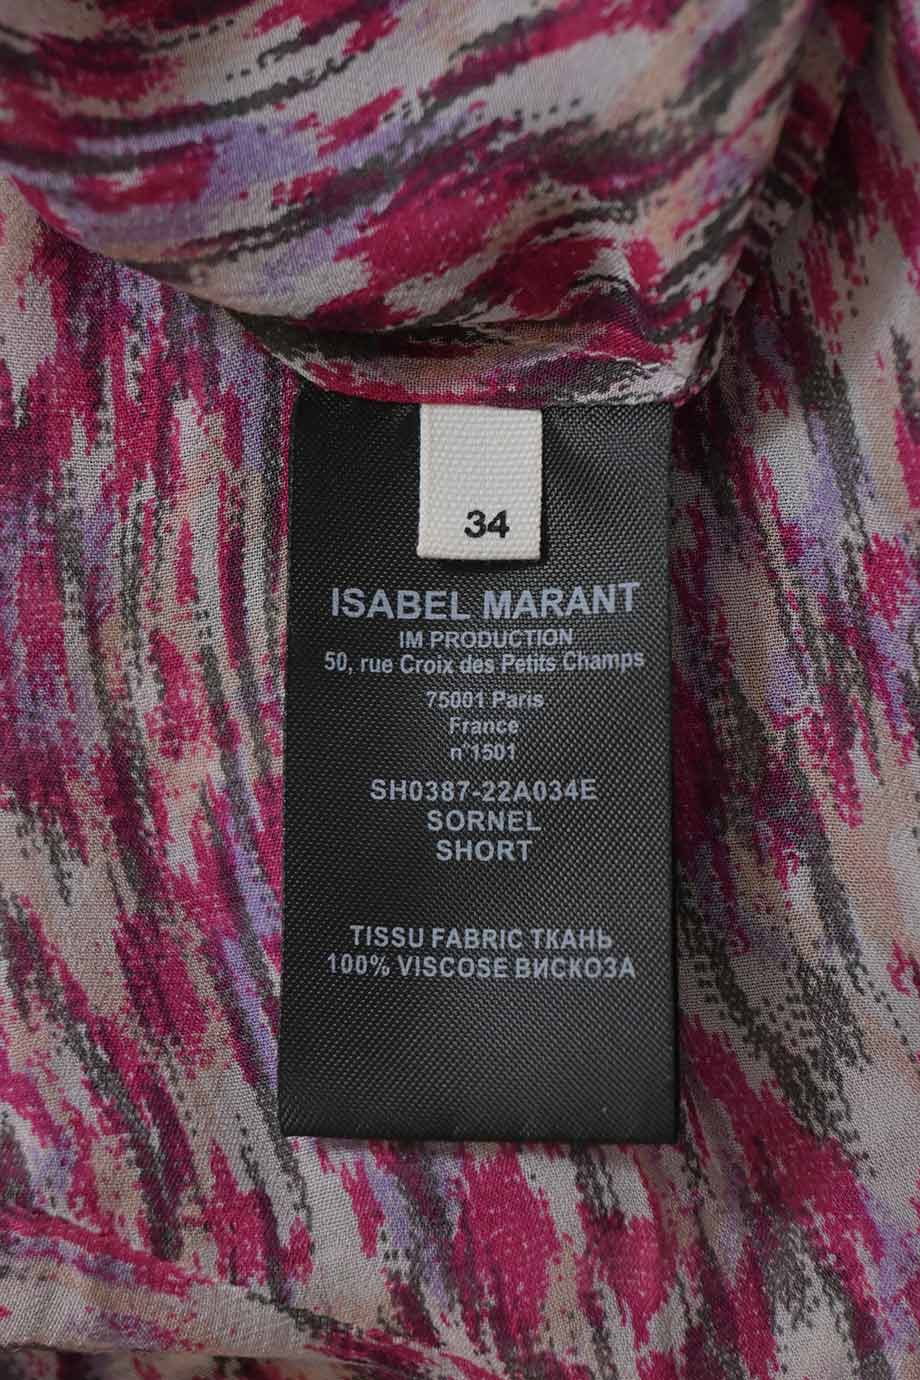 34
ISABEL MARANT
IM PRODUCTION
50, rue Croix des Petits Champs
75001 Paris
France
n°1501
SH0387-22A034E
SORNEL
SHORT
TISSU FABRIC ТКАНЬ
100% VISCOSE ВИСКОЗА